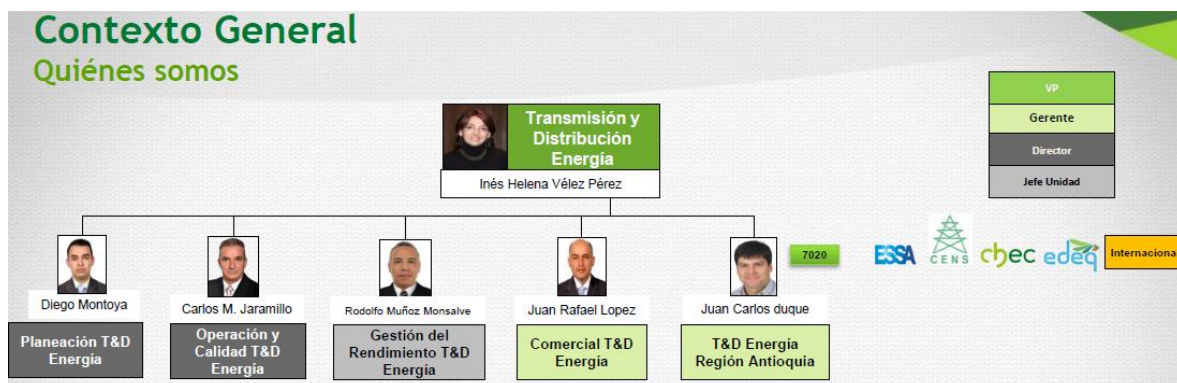 Contexto General
Quiénes somos
VP
Gerente
Director
Jefe Unidad
Transmisión y
Distribución
Energía
Inés Helena Vélez Pérez
7020
ESSA
CENS
chec
edeq
Internaciona
Diego Montoya
Carlos M. Jaramillo
Rodolfo Muñoz Monsalve
Juan Rafael Lopez
Juan Carlos duque
Planeación T&D
Energía
Operación y
Calidad T&D
Energía
Gestión del
Rendimiento T&D
Energía
Comercial T&D
Energía
T&D Energía
Región Antioquia